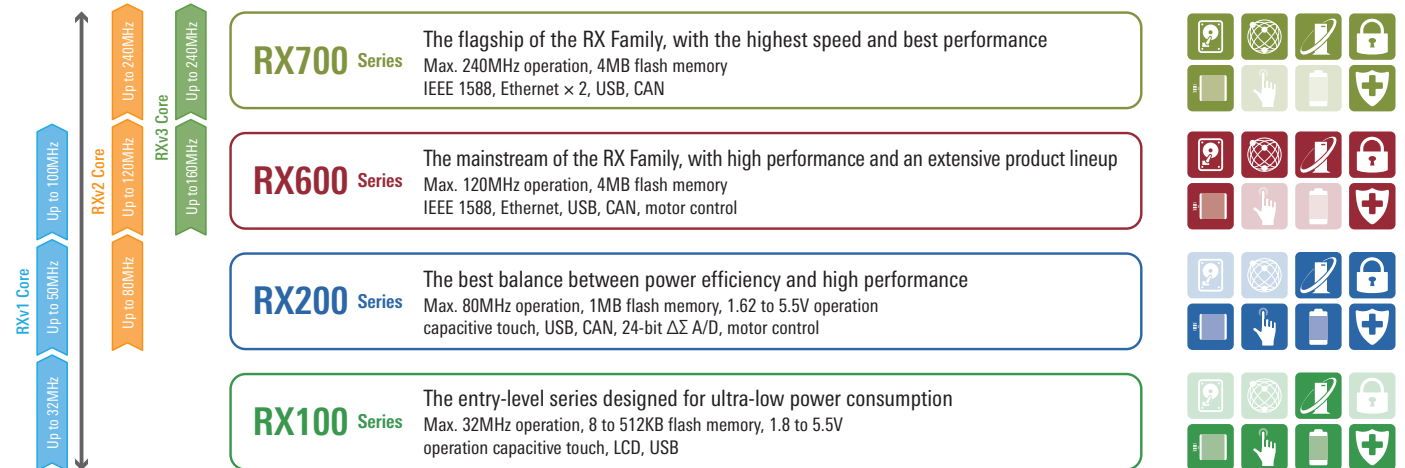 RXv1 Core
Up to 100MHz
Up to 50MHz
Up to 32MHz
RXv2 Core
Up to 240MHz
Up to 120MHz
Up to 80MHz
RXv3 Core
Up to 240MHz
Up to160MHz
RX700 Series
The flagship of the RX Family, with the highest speed and best performance
Max. 240MHz operation, 4MB flash memory
IEEE 1588, Ethernet × 2, USB, CAN
RX600 Series
The mainstream of the RX Family, with high performance and an extensive product lineup
Max. 120MHz operation, 4MB flash memory
IEEE 1588, Ethernet, USB, CAN, motor control
RX200 Series
The best balance between power efficiency and high performance
Max. 80MHz operation, 1MB flash memory, 1.62 to 5.5V operation
capacitive touch, USB, CAN, 24-bit ΔΣ A/D, motor control
RX100 Series
The entry-level series designed for ultra-low power consumption
Max. 32MHz operation, 8 to 512KB flash memory, 1.8 to 5.5V
operation capacitive touch, LCD, USB